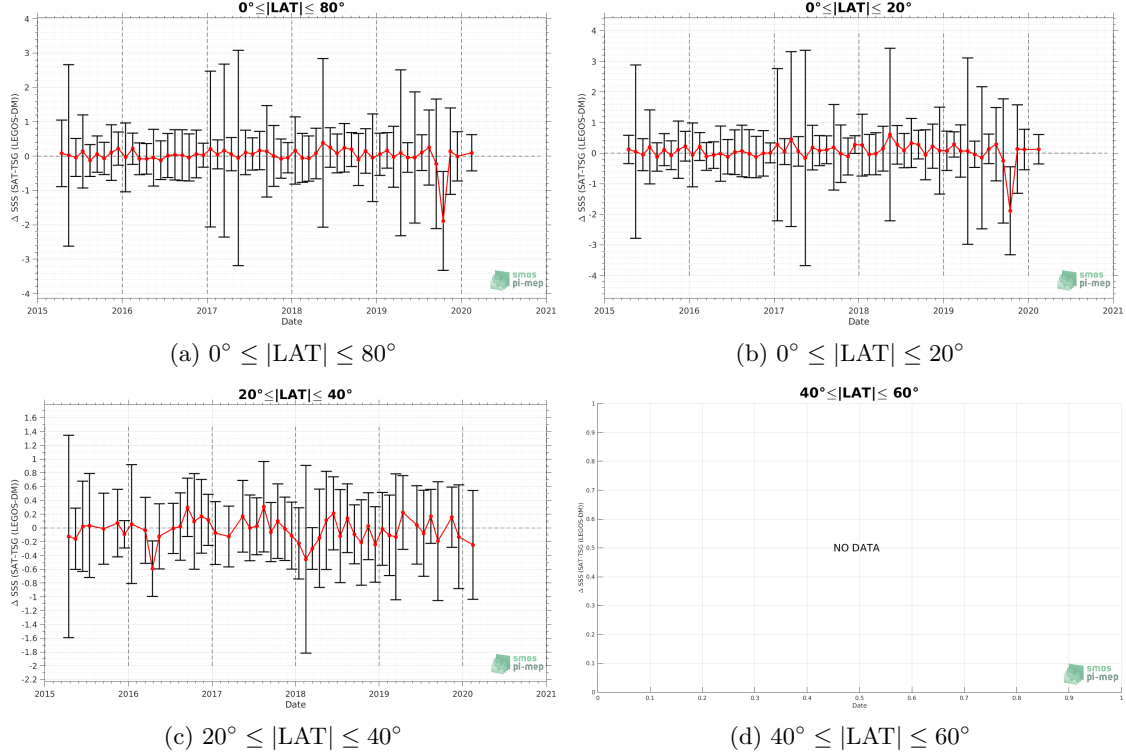 0°≤|LAT|≤ 80°
4
3
2
1
0
-1
-2
-3
-4
Δ SSS (SAT-TSG (LEGOS-DM))
2015 2016 2017 2018 2019 2020 2021
Date
smos
pi-mep
(a) 0° ≤ |LAT| ≤ 80°
0°≤|LAT|≤ 20°
4
3
2
1
0
-1
-2
-3
-4
Δ SSS (SAT-TSG (LEGOS-DM))
2015 2016 2017 2018 2019 2020 2021
Date
smos
pi-mep
(b) 0° ≤ |LAT| ≤ 20°
20°≤|LAT|≤ 40°
1.6
1.4
1.2
1
0.8
0.6
0.4
0.2
0
-0.2
-0.4
-0.6
-0.8
-1
-1.2
-1.4
-1.6
-1.8
-2
-2.2
Δ SSS (SAT-TSG (LEGOS-DM))
2015 2016 2017 2018 2019 2020 2021
Date
smos
pi-mep
(c) 20° ≤ |LAT| ≤ 40°
40°≤|LAT|≤ 60°
1
0.9
0.8
0.7
0.6
0.5
0.4
0.3
0.2
0.1
0
Δ SSS (SAT-TSG (LEGOS-DM))
NO DATA
0 0.1 0.2 0.3 0.4 0.5 0.6 0.7 0.8 0.9 1
Date
smos
pi-mep
(d) 40° ≤ |LAT| ≤ 60°